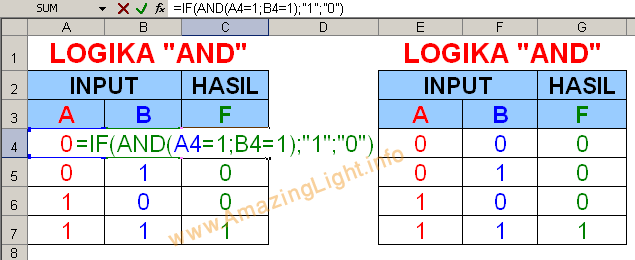 SUM =IF(AND(A4=1;B4=1);"1";"0")
A B C D E F G
1 LOGIKA "AND" LOGIKA "AND"
2 INPUT HASIL INPUT HASIL
3 A B F A B F
4 0 =IF(AND(A4=1;B4=1);"1";"0") 0 0 0
5 0 1 0 0 1 0
6 1 0 0 1 0 0
7 1 1 1 1 1 1
8
www.AmazingLight.info